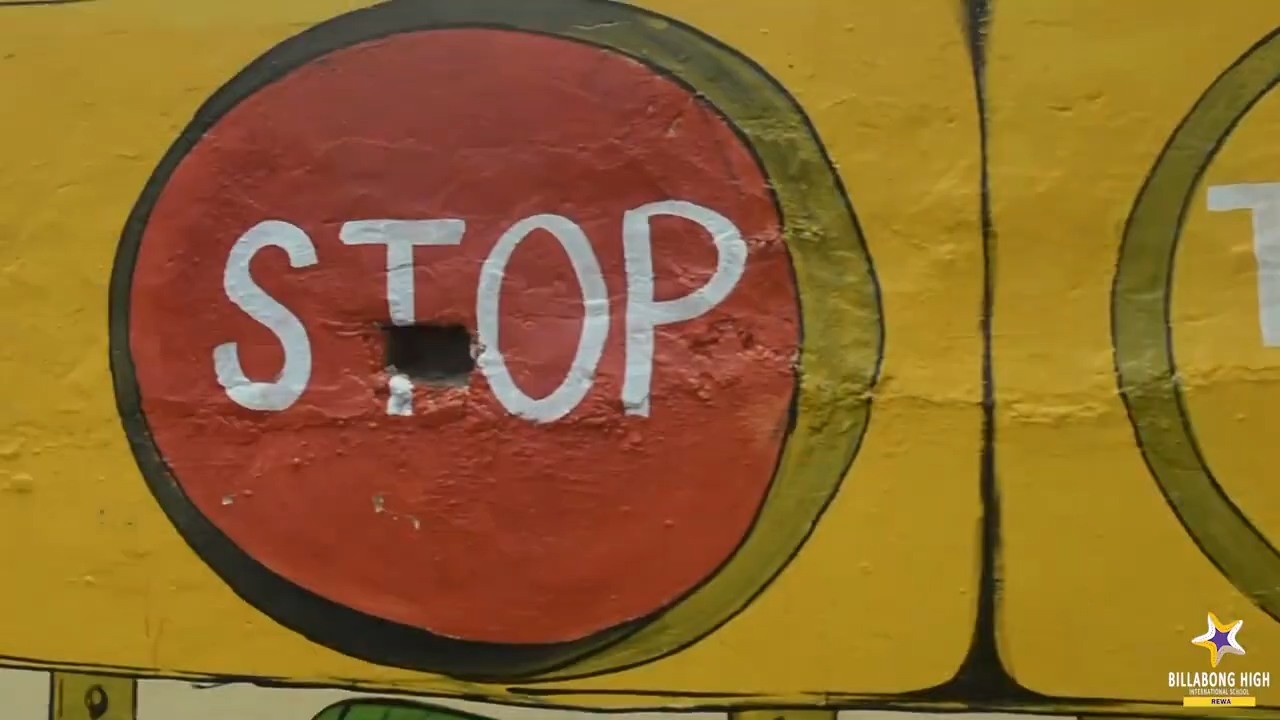 STOP
T
BILLABONG HIGH
INTERNATIONAL SCHOOL
REWA